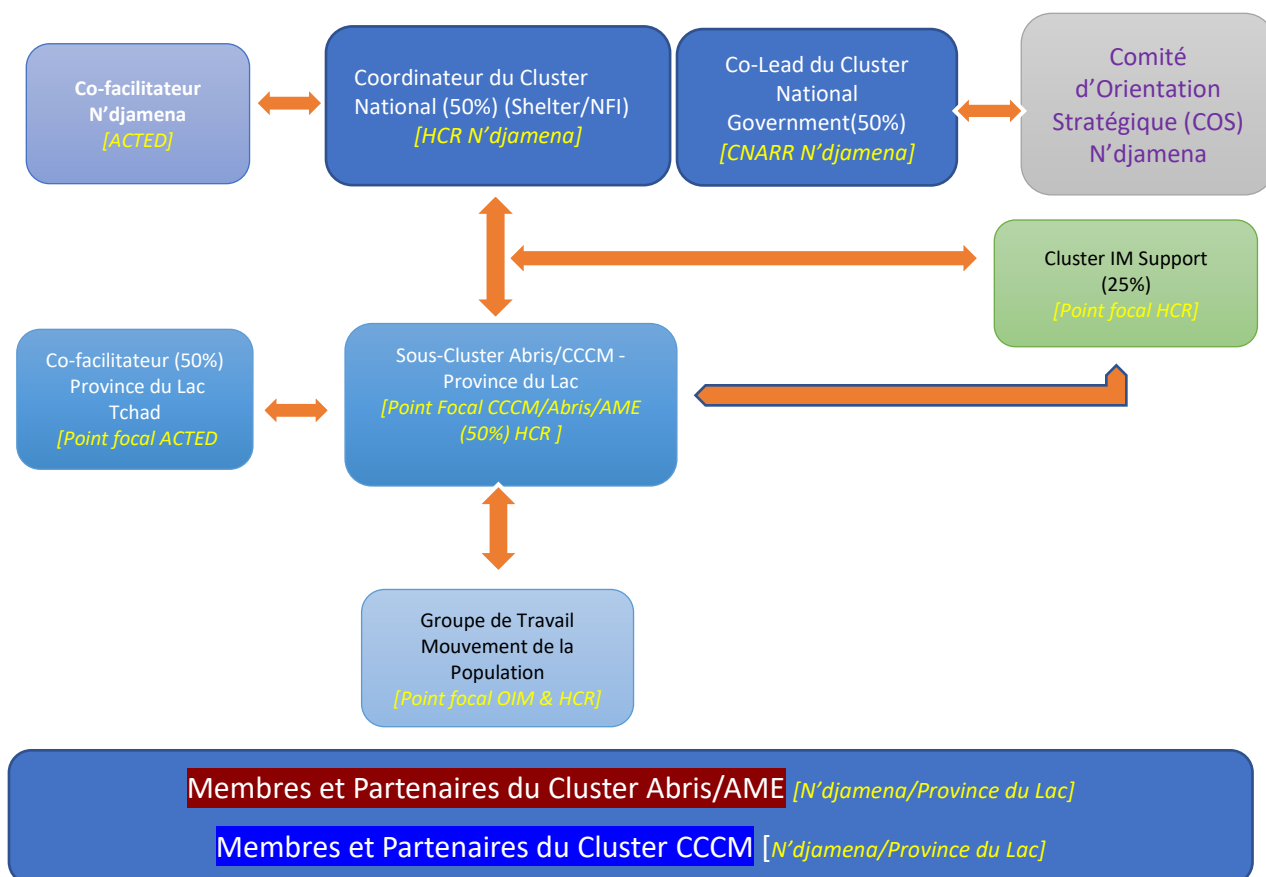 Co-facilitateur
N'djamena
[ACTED]
Coordinateur du Cluster
National (50%) (Shelter/NFI)
[HCR N'djamena]
Co-Lead du Cluster
National
Government(50%)
[CNARR N'djamena]
Comité
d'Orientation
Stratégique (COS)
N'djamena
Cluster IM Support
(25%)
[Point focal HCR]
Co-facilitateur (50%)
Province du Lac
Tchad
[Point focal ACTED
Sous-Cluster Abris/CCCM -
Province du Lac
[Point Focal CCCM/Abris/AME
(50%) HCR ]
Groupe de Travail
Mouvement de la
Population
[Point focal OIM & HCR]
Membres et Partenaires du Cluster Abris/AME [N'djamena/Province du Lac]
Membres et Partenaires du Cluster CCCM [N'djamena/Province du Lac]